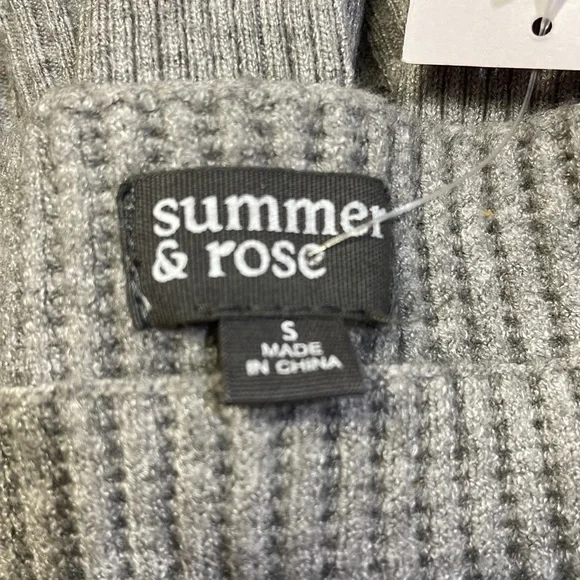 summer
& rose
S
MADE
IN CHINA